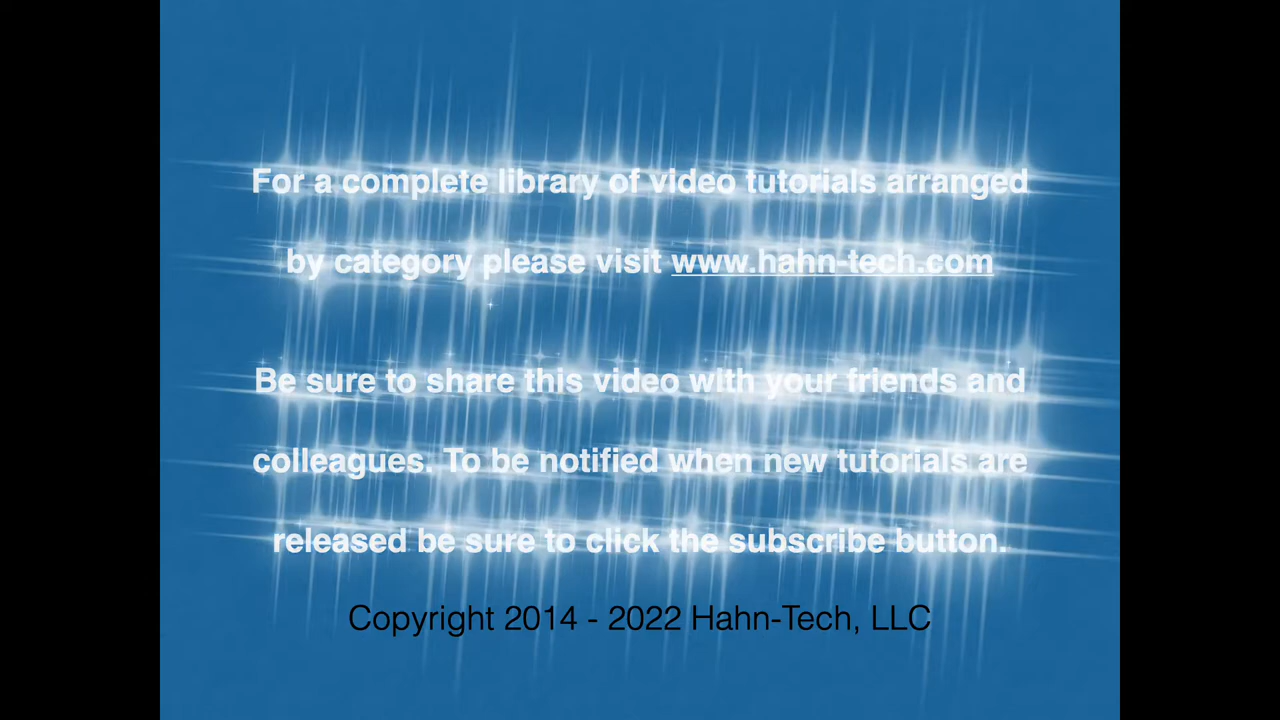 For a complete library of video tutorials arranged
by category please visit www.hahn-tech.com
Be sure to share this video with your friends and
colleagues. To be notified when new tutorials are
released be sure to click the subscribe button.
Copyright 2014 - 2022 Hahn-Tech, LLC